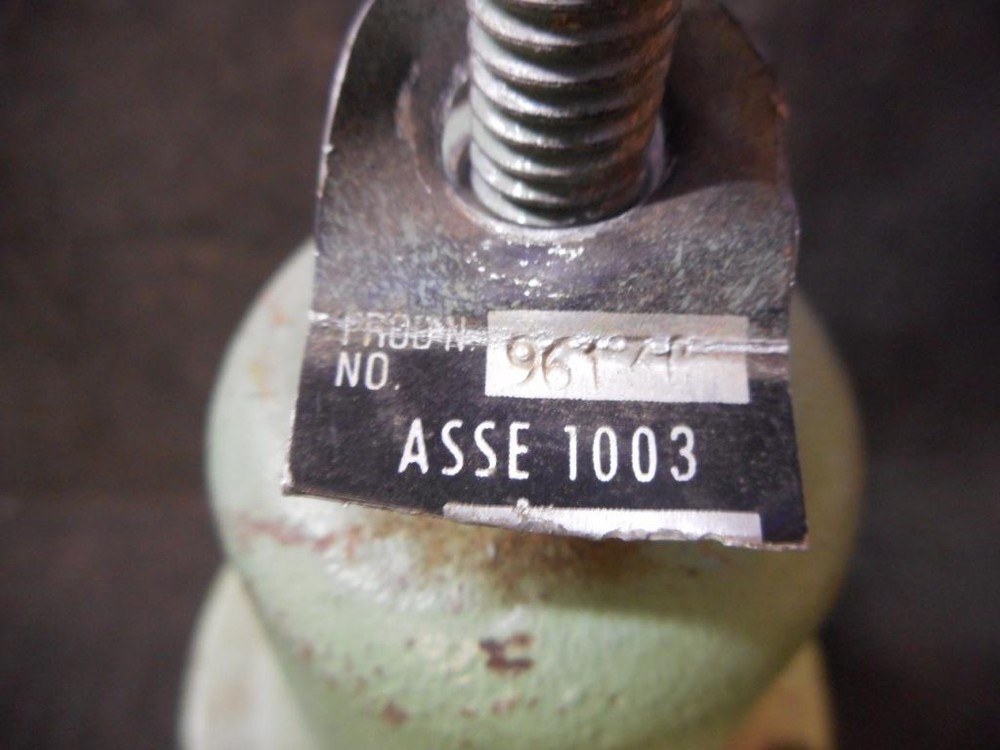 PROD'N.
NO.
ASSE 1003